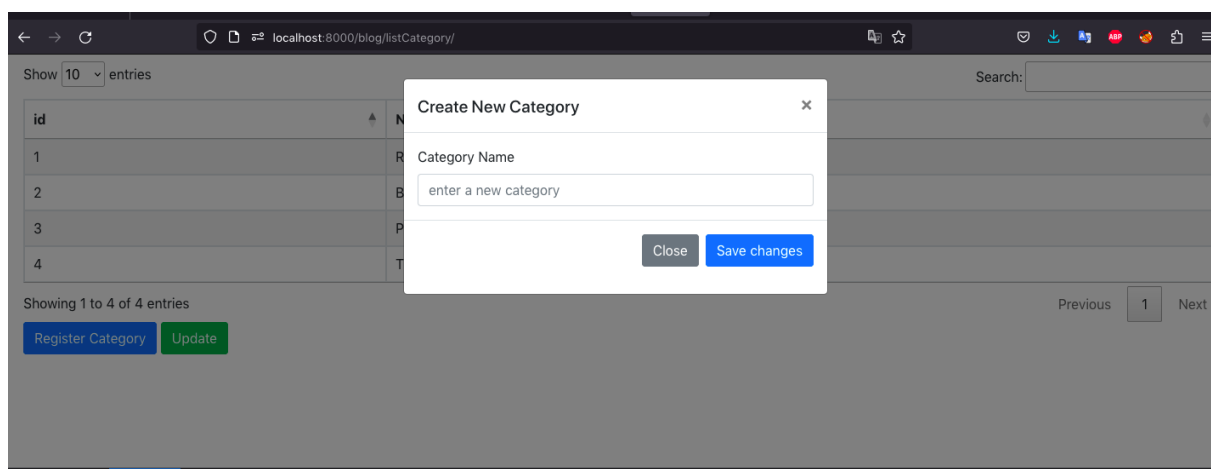 localhost:8000/blog/listCategory/
ABP
Show 10 entries
Search:
Create New Category ×
id
N
Category Name
1
R
enter a new category
2
B
3
P
4
T
Close Save changes
Showing 1 to 4 of 4 entries
Previous 1 Next
Register Category Update